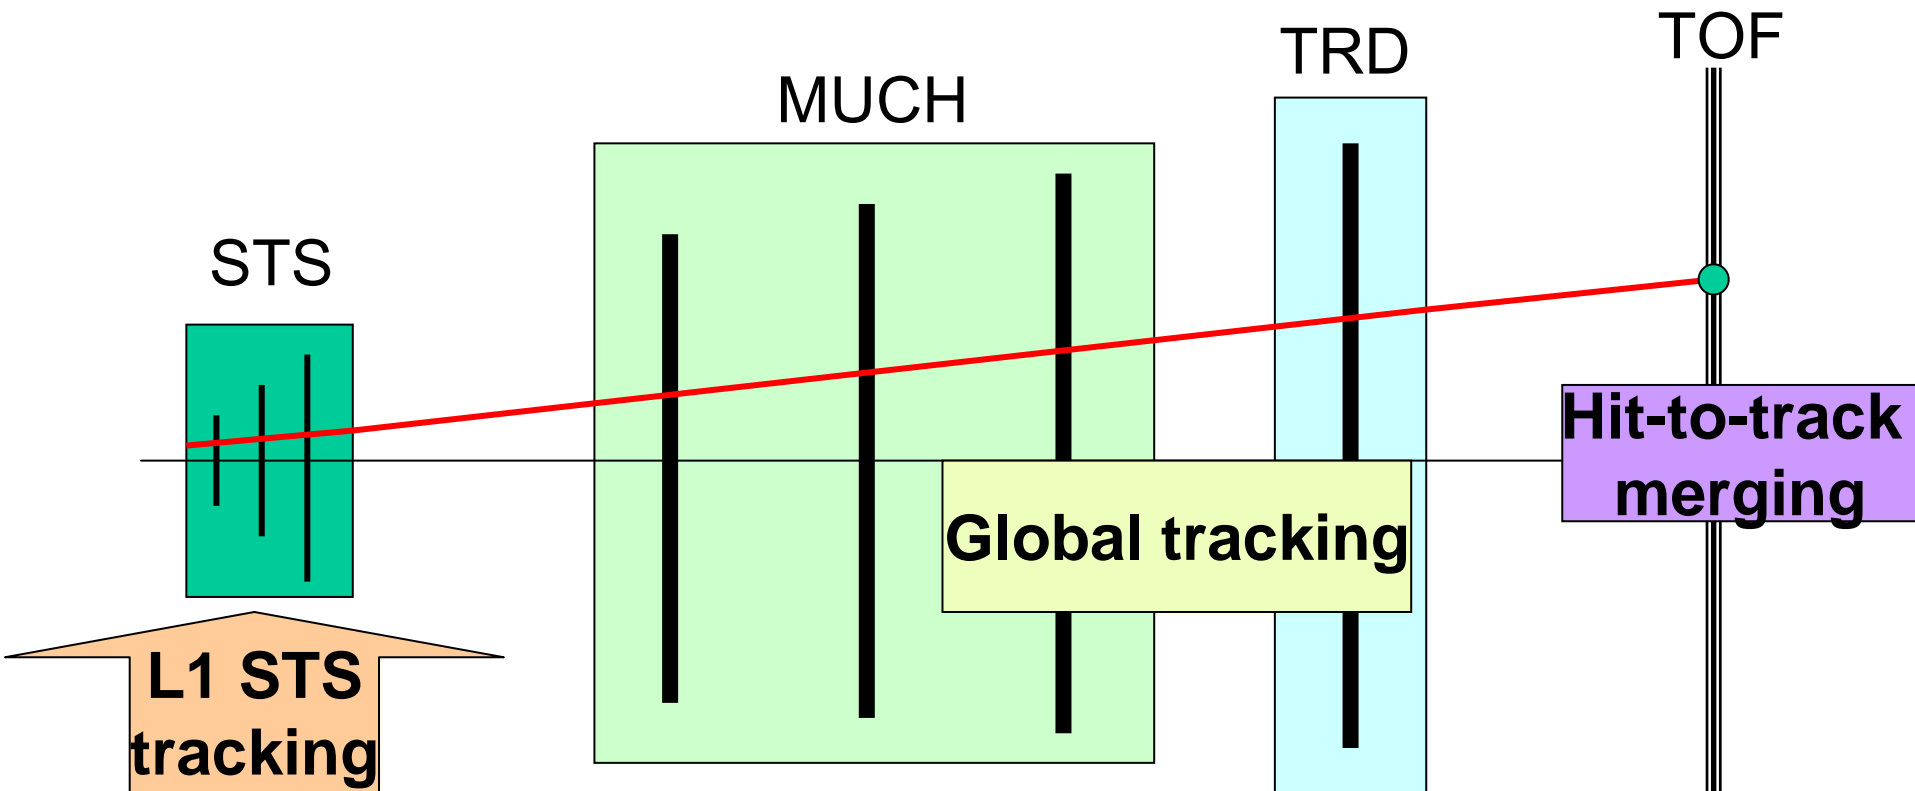 TOF
TRD
MUCH
STS
Hit-to-track
merging
Global tracking
L1 STS
tracking